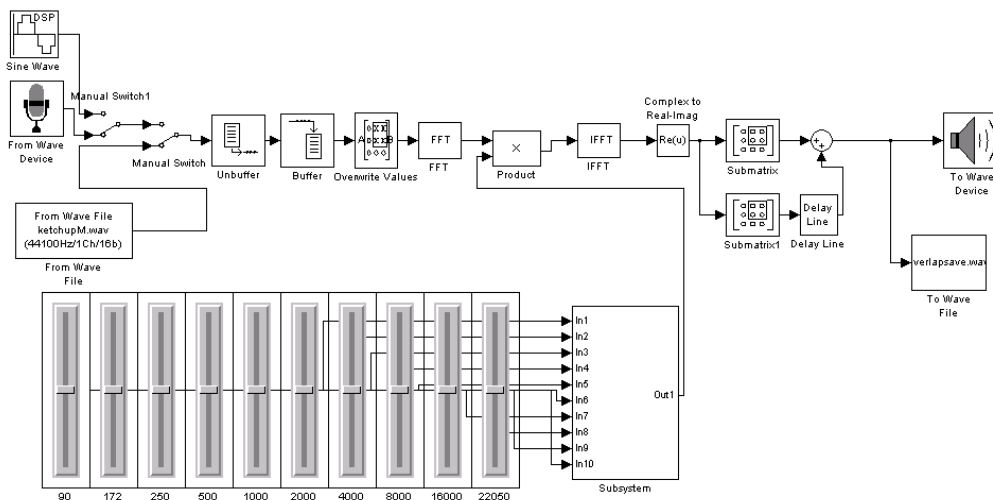 DSP
Sine Wave
From Wave
Device
Manual Switch1
Manual Switch
From Wave File
ketchupM.wav
(44100Hz/1Ch/16b)
From Wave
File
Unbuffer
Buffer
A
B
Overwrite Values
FFT
FFT
×
Product
IFFT
IFFT
Complex to
Real-Imag
Re(u)
Submatrix
Submatrix1
Delay
Line
Delay Line
+
+
To Wave
Device
verlapsave.wav
To Wave
File
In1
In2
In3
In4
In5
In6
In7
In8
In9
In10
Out1
Subsystem
90
172
250
500
1000
2000
4000
8000
16000
22050